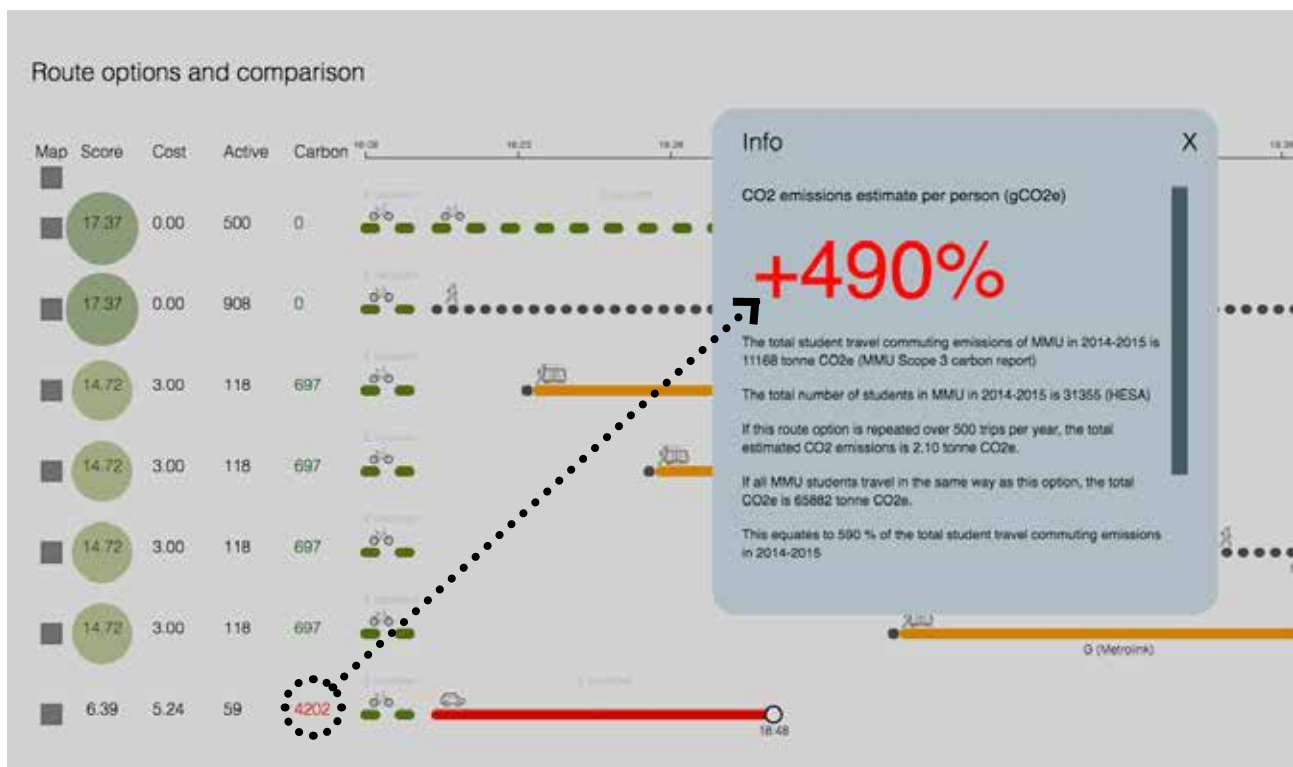 Route options and comparison
Map Score Cost Active Carbon
Info X
CO2 emissions estimate per person (gCO2e)
17.37 0.00 500 0
+490%
17.37 0.00 908 0
The total student travel commuting emissions of MMU in 2014-2015 is
11168 tonne CO2e (MMU Scope 3 carbon report)
14.72 3.00 118 697
The total number of students in MMU in 2014-2015 is 31355 (HESA)
If this route option is repeated over 500 trips per year, the total
estimated CO2 emissions is 2.10 tonne CO2e.
14.72 3.00 118 697
If all MMU students travel in the same way as this option, the total
CO2e is 65882 tonne CO2e.
This equates to 590 % of the total student travel commuting emissions
in 2014-2015
14.72 3.00 118 697
14.72 3.00 118 697
G (Metrolink)
6.39 5.24 59 4202
18:48